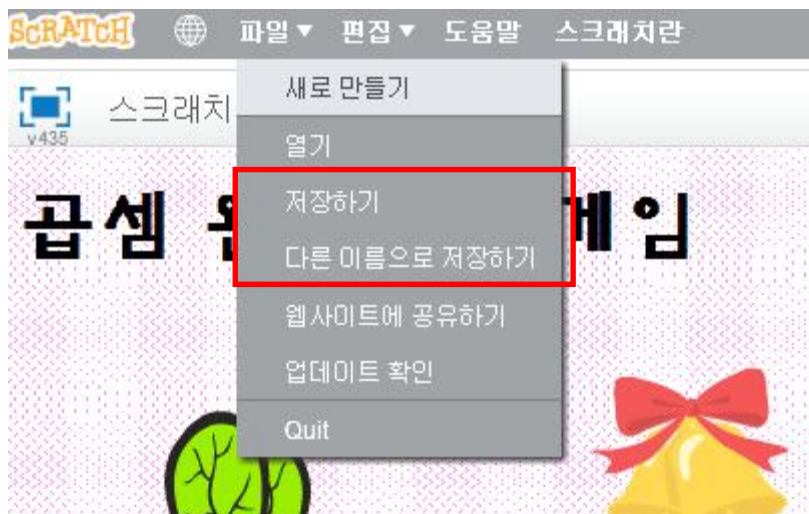 SCRATCH 파일▼ 편집▼ 도움말 스크래치란
새로 만들기
스크래치
v435
열기
저장하기
곱셈 게임
다른 이름으로 저장하기
웹사이트에 공유하기
업데이트 확인
Quit